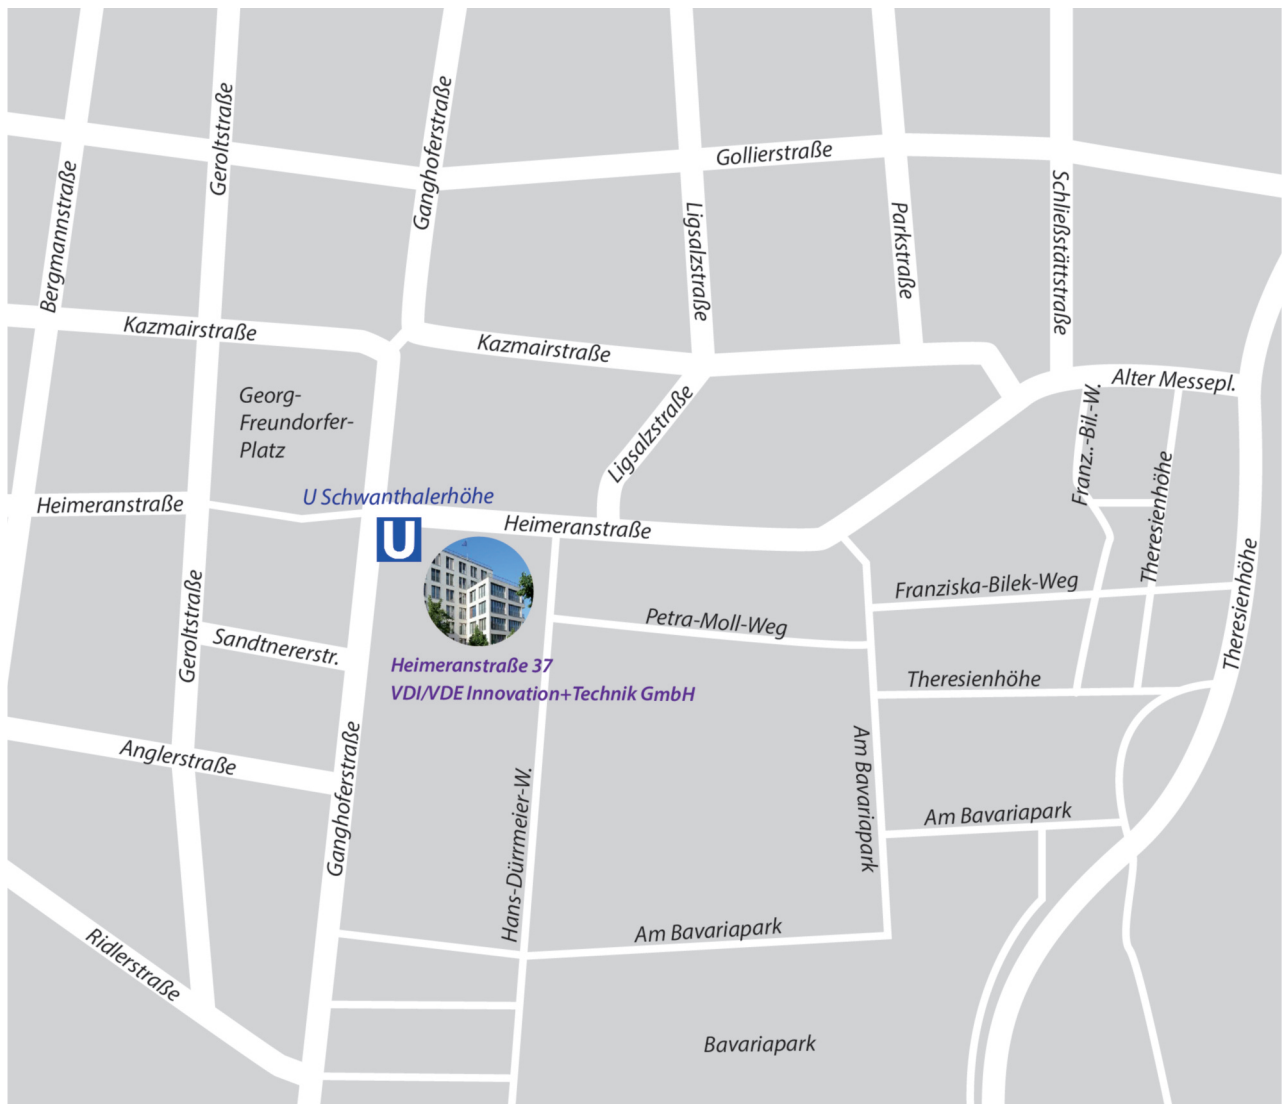 Geroltstraße
Ganghoferstraße
Gollierstraße
Bergmannstraße
Ligsalzstraße
Parkstraße
Schließstättstraße
Kazmairstraße
Kazmairstraße
Alter Messepl.
Georg-
Freundorfer-
Platz
Ligsalzstraße
Franz..-Bil.-W.
Theresienhöhe
Heimeranstraße
U Schwanthalerhöhe
Heimeranstraße
U
Franziska-Bilek-Weg
Theresienhöhe
Geroltstraße
Sandtnererstr.
Petra-Moll-Weg
Heimeranstraße 37
VDI/VDE Innovation+Technik GmbH
Theresienhöhe
Anglerstraße
Ganghoferstraße
Hans-Dürrmeier-W.
Am Bavariapark
Am Bavariapark
Am Bavariapark
Ridlerstraße
Bavariapark